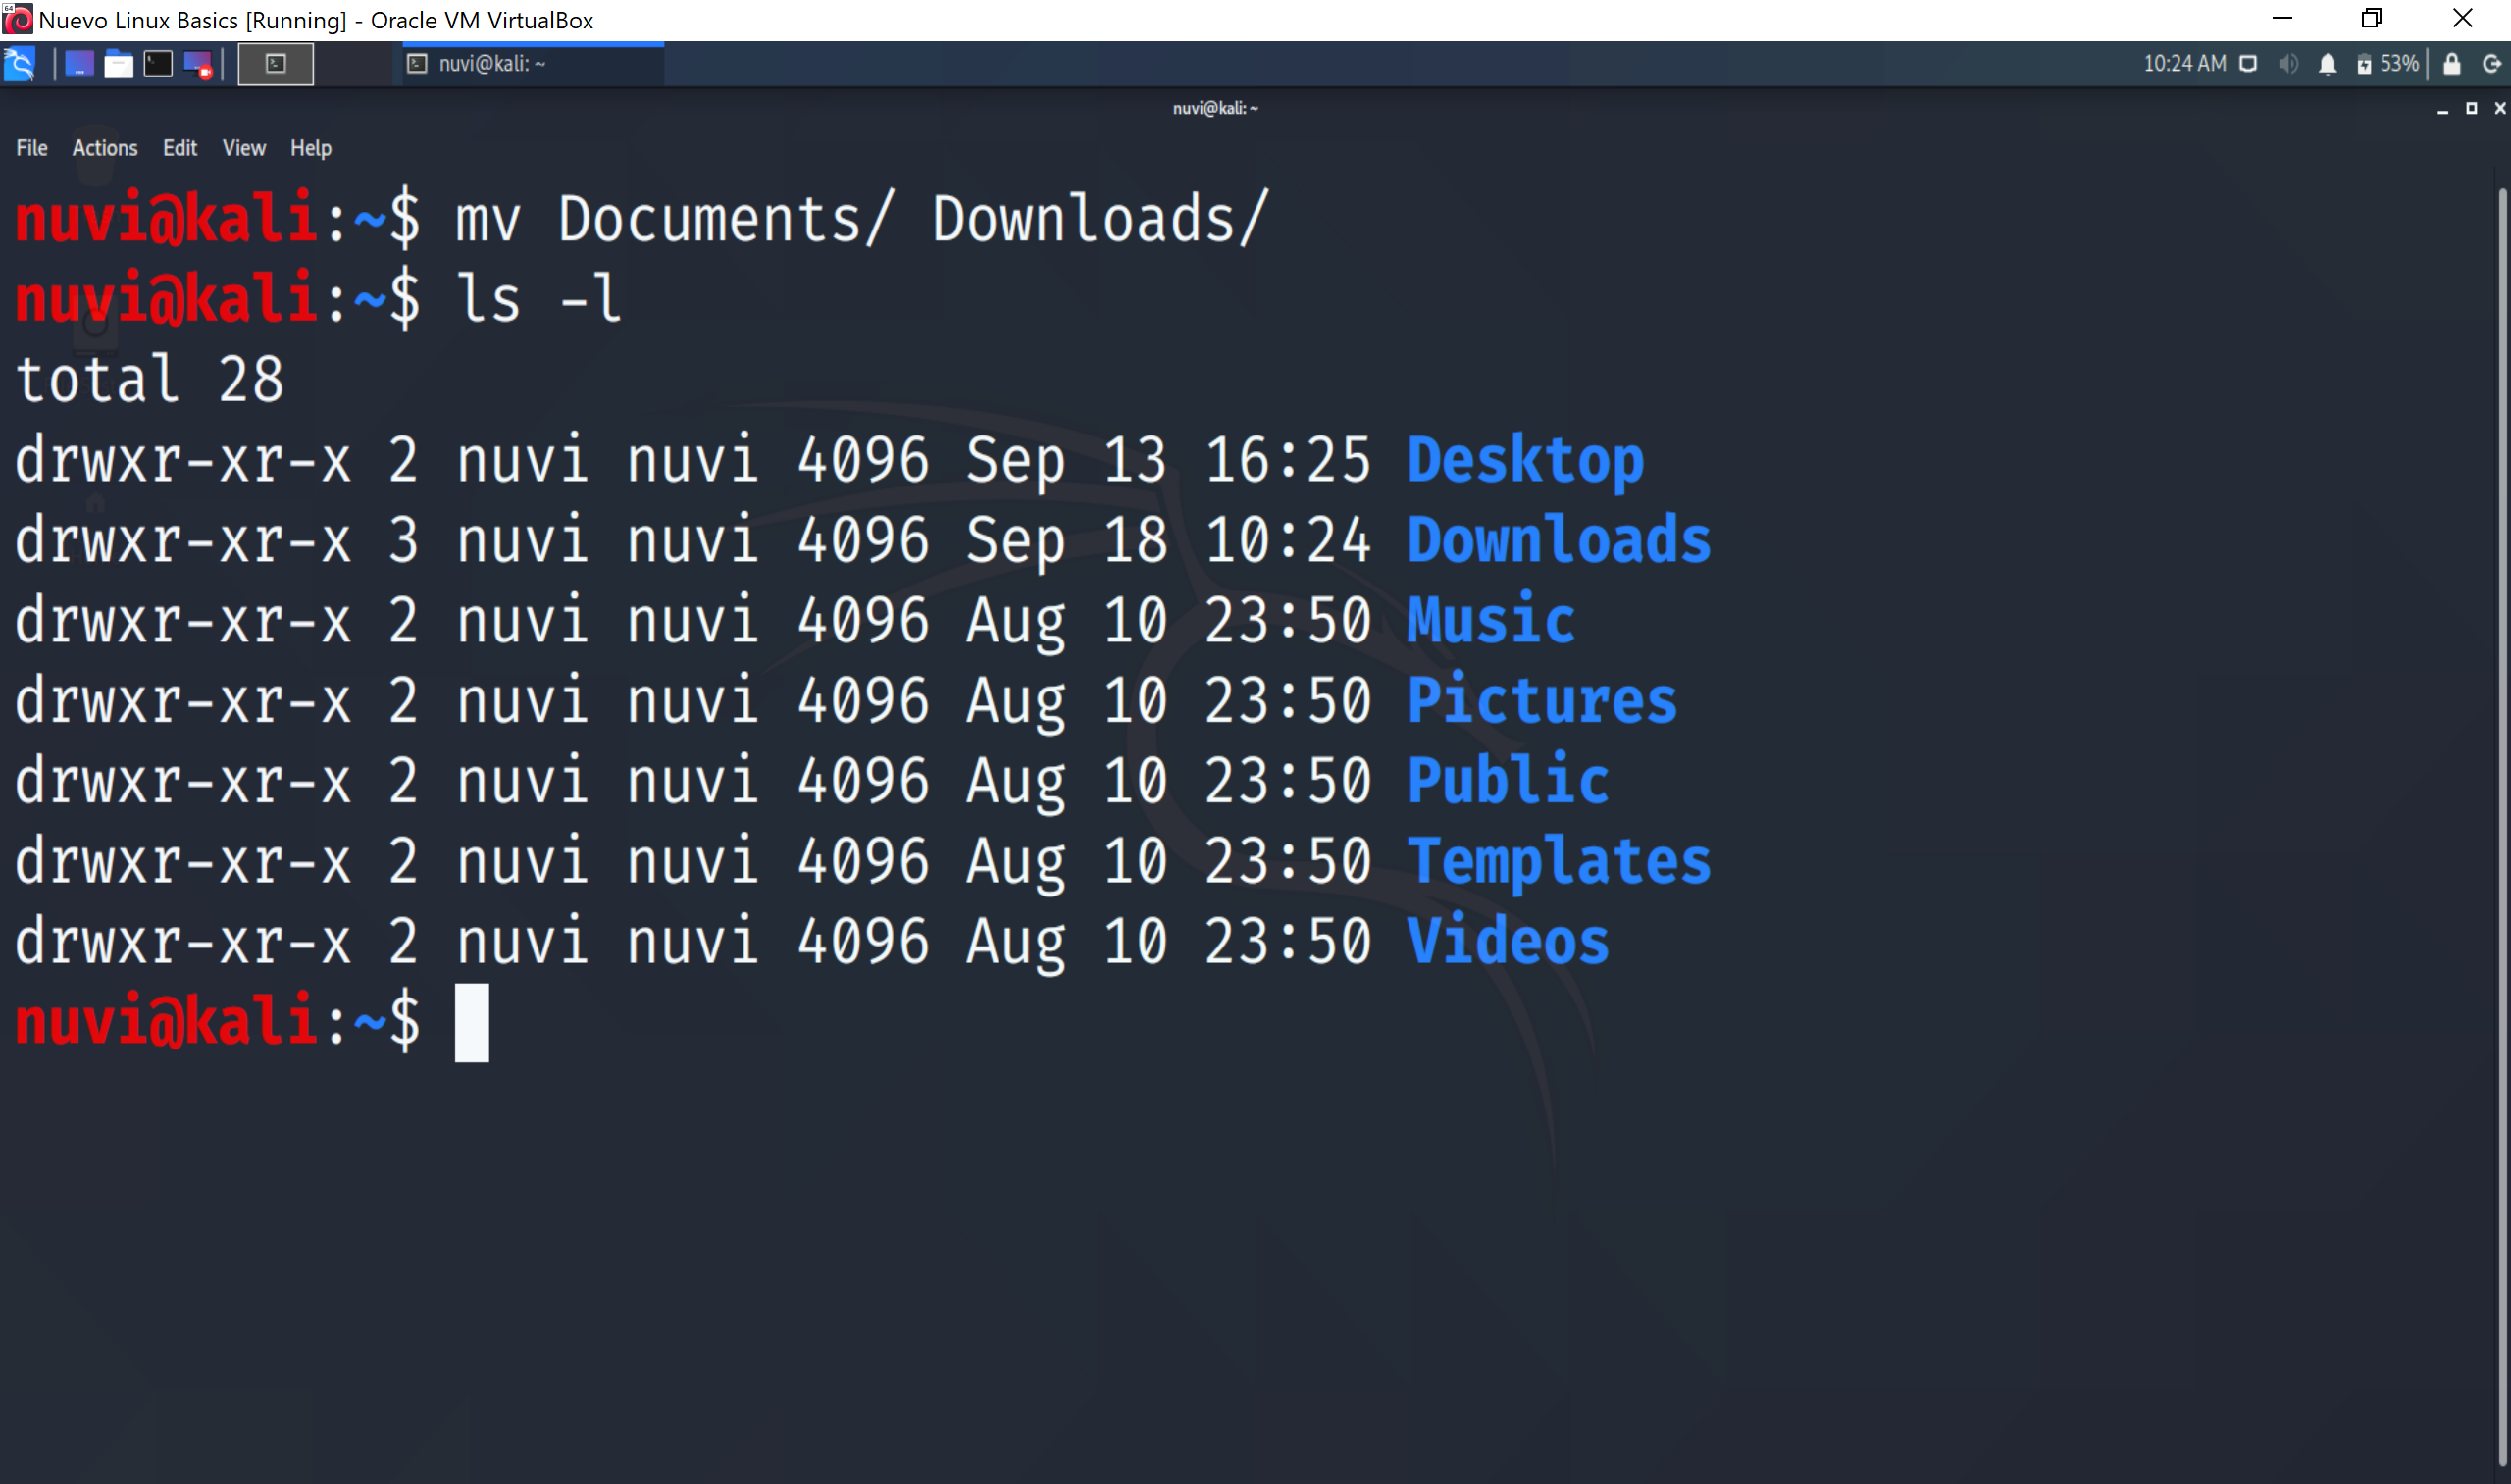 64
Nuevo Linux Basics [Running] - Oracle VM VirtualBox
nuvi@kali: ~
10:24 AM 53%
nuvi@kali: ~
File Actions Edit View Help
nuvi@kali:~$ mv Documents/ Downloads/
nuvi@kali:~$ ls -l
total 28
drwxr-xr-x 2 nuvi nuvi 4096 Sep 13 16:25 Desktop
drwxr-xr-x 3 nuvi nuvi 4096 Sep 18 10:24 Downloads
drwxr-xr-x 2 nuvi nuvi 4096 Aug 10 23:50 Music
drwxr-xr-x 2 nuvi nuvi 4096 Aug 10 23:50 Pictures
drwxr-xr-x 2 nuvi nuvi 4096 Aug 10 23:50 Public
drwxr-xr-x 2 nuvi nuvi 4096 Aug 10 23:50 Templates
drwxr-xr-x 2 nuvi nuvi 4096 Aug 10 23:50 Videos
nuvi@kali:~$